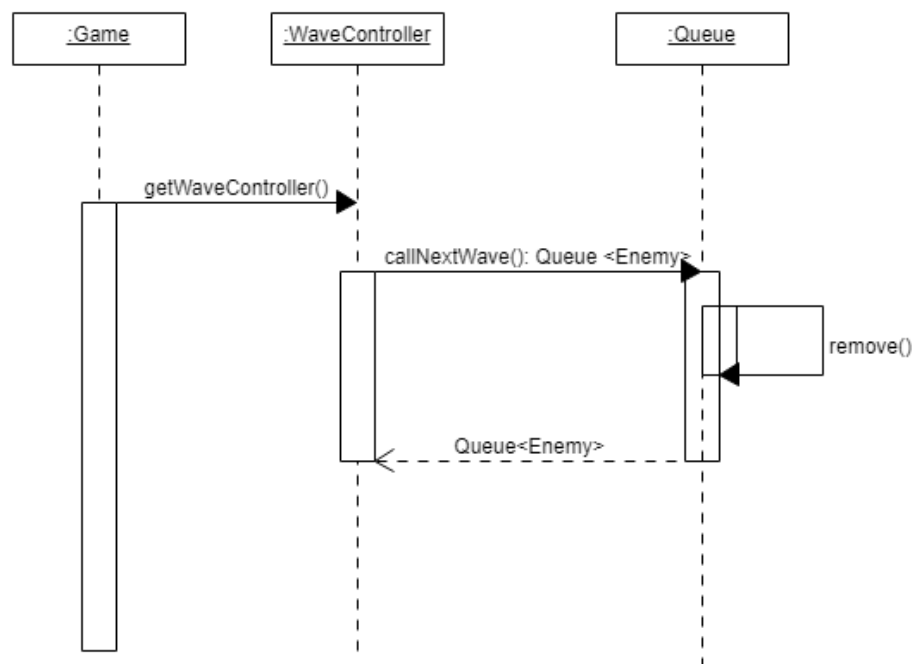 :Game
:WaveController
:Queue
getWaveController()
callNextWave(): Queue <Enemy>
remove()
Queue<Enemy>